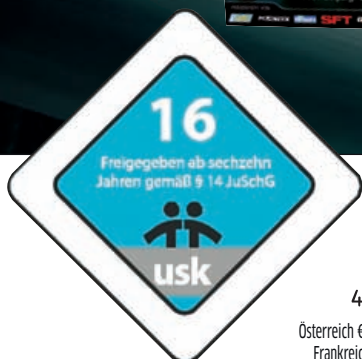 SFT
16
Freigegeben ab sechzehn
Jahren gemäß § 14 JuSchG
usk
4
Österreich €
Frankreic